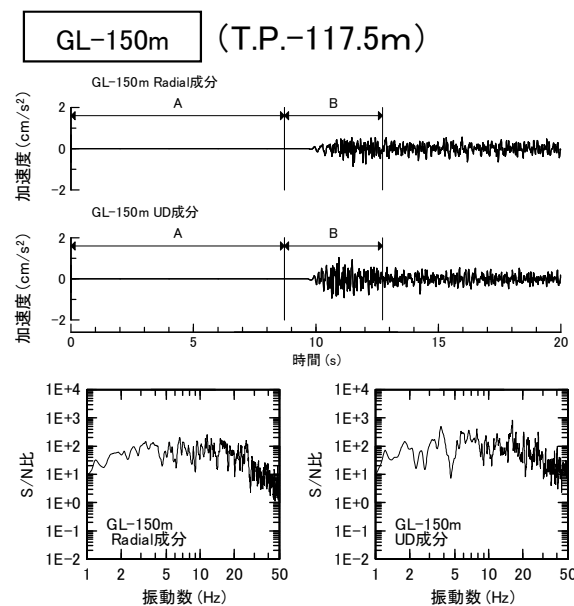 GL-150m (T.P.-117.5m)
GL-150m Radial成分
加速度(cm/s²)
2
0
-2
A
B
GL-150m UD成分
加速度(cm/s²)
2
0
-2
A
B
0 5 10 15 20
時間(s)
S/N比
1E+4
1E+3
1E+2
1E+1
1E+0
1E-1
1E-2
GL-150m
Radial成分
1 2 5 10 20 50
振動数(Hz)
S/N比
1E+4
1E+3
1E+2
1E+1
1E+0
1E-1
1E-2
GL-150m
UD成分
1 2 5 10 20 50
振動数(Hz)